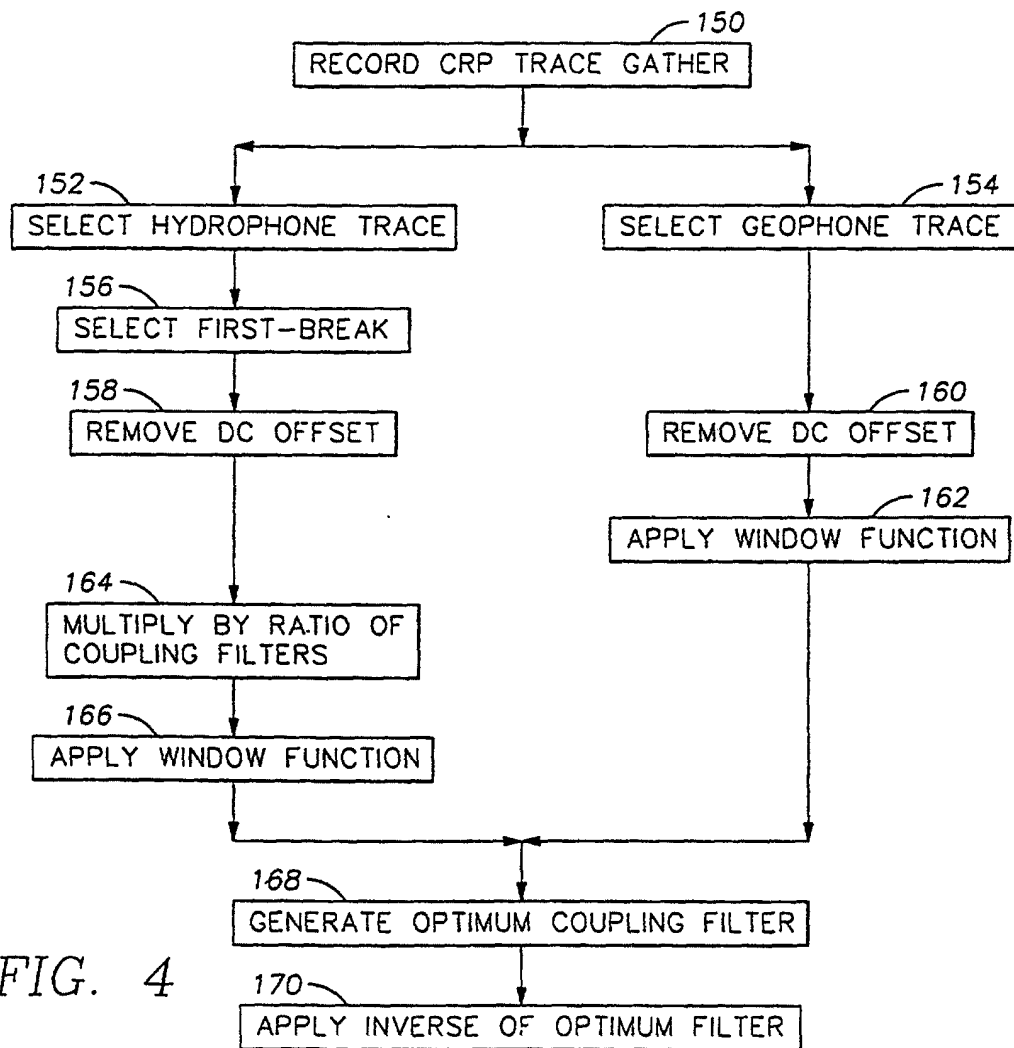 150
RECORD CRP TRACE GATHER
152
SELECT HYDROPHONE TRACE
154
SELECT GEOPHONE TRACE
156
SELECT FIRST-BREAK
158
REMOVE DC OFFSET
160
REMOVE DC OFFSET
162
APPLY WINDOW FUNCTION
164
MULTIPLY BY RATIO OF
COUPLING FILTERS
166
APPLY WINDOW FUNCTION
168
GENERATE OPTIMUM COUPLING FILTER
FIG. 4
170
APPLY INVERSE OF OPTIMUM FILTER